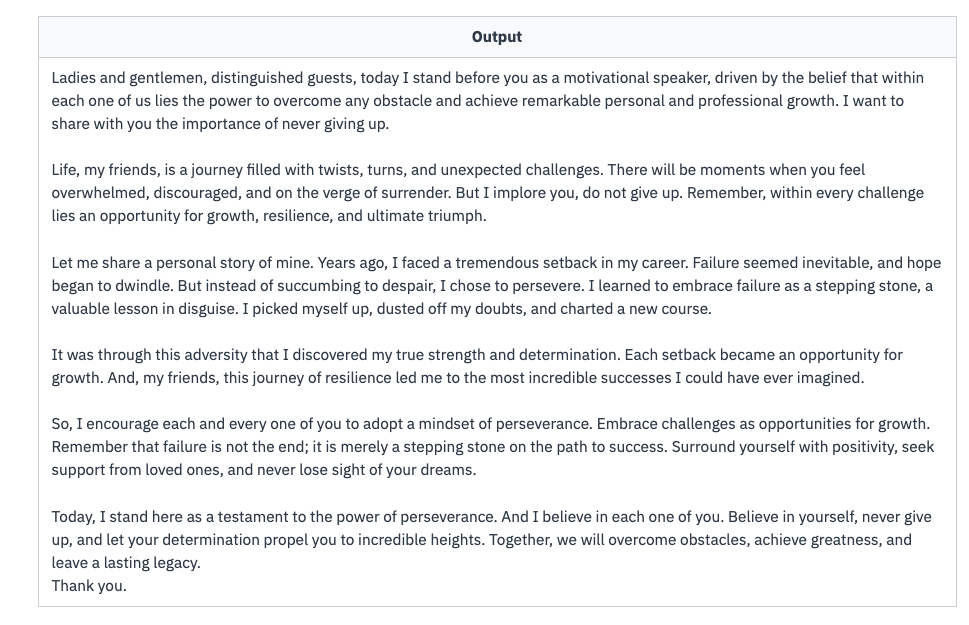 Output
Ladies and gentlemen, distinguished guests, today I stand before you as a motivational speaker, driven by the belief that within
each one of us lies the power to overcome any obstacle and achieve remarkable personal and professional growth. I want to
share with you the importance of never giving up.
Life, my friends, is a journey filled with twists, turns, and unexpected challenges. There will be moments when you feel
overwhelmed, discouraged, and on the verge of surrender. But I implore you, do not give up. Remember, within every challenge
lies an opportunity for growth, resilience, and ultimate triumph.
Let me share a personal story of mine. Years ago, I faced a tremendous setback in my career. Failure seemed inevitable, and hope
began to dwindle. But instead of succumbing to despair, I chose to persevere. I learned to embrace failure as a stepping stone, a
valuable lesson in disguise. I picked myself up, dusted off my doubts, and charted a new course.
It was through this adversity that I discovered my true strength and determination. Each setback became an opportunity for
growth. And, my friends, this journey of resilience led me to the most incredible successes I could have ever imagined.
So, I encourage each and every one of you to adopt a mindset of perseverance. Embrace challenges as opportunities for growth.
Remember that failure is not the end; it is merely a stepping stone on the path to success. Surround yourself with positivity, seek
support from loved ones, and never lose sight of your dreams.
Today, I stand here as a testament to the power of perseverance. And I believe in each one of you. Believe in yourself, never give
up, and let your determination propel you to incredible heights. Together, we will overcome obstacles, achieve greatness, and
leave a lasting legacy.
Thank you.